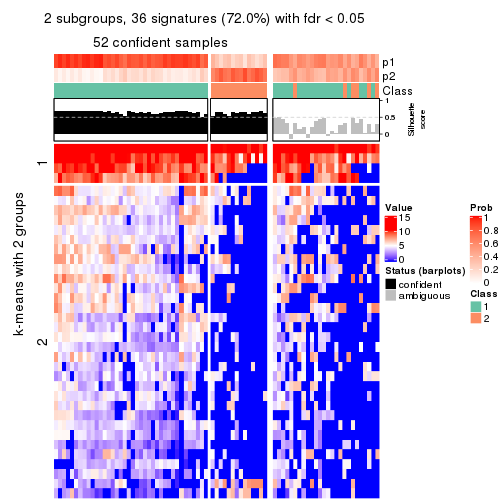 2 subgroups, 36 signatures (72.0%) with fdr < 0.05
52 confident samples
p1
p2
Class
1
0.5
0
Silhouette
score
k-means with 2 groups
1
2
Value
15
10
5
0
Status (barplots)
confident
ambiguous
Prob
1
0.8
0.6
0.4
0.2
0
Class
1
2